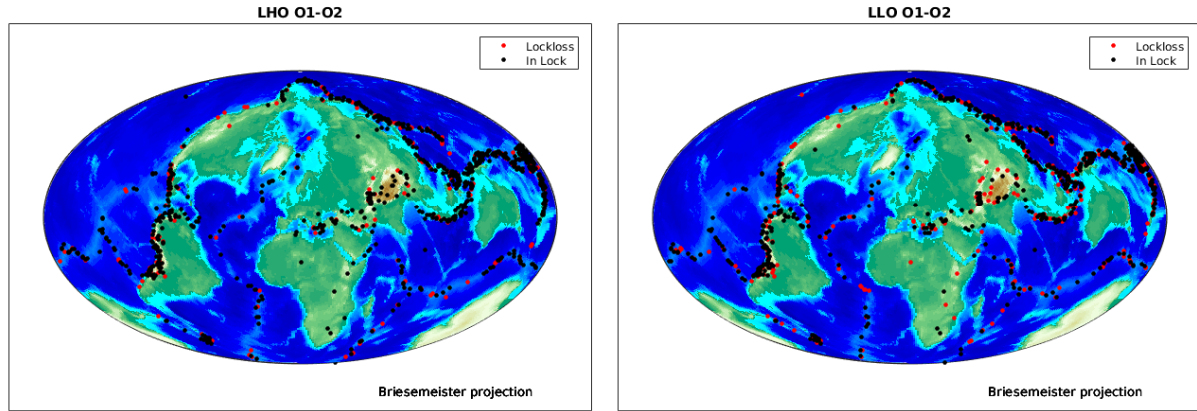 LHO O1-O2
Lockloss
In Lock
Briesemeister projection
LLO O1-O2
Lockloss
In Lock
Briesemeister projection